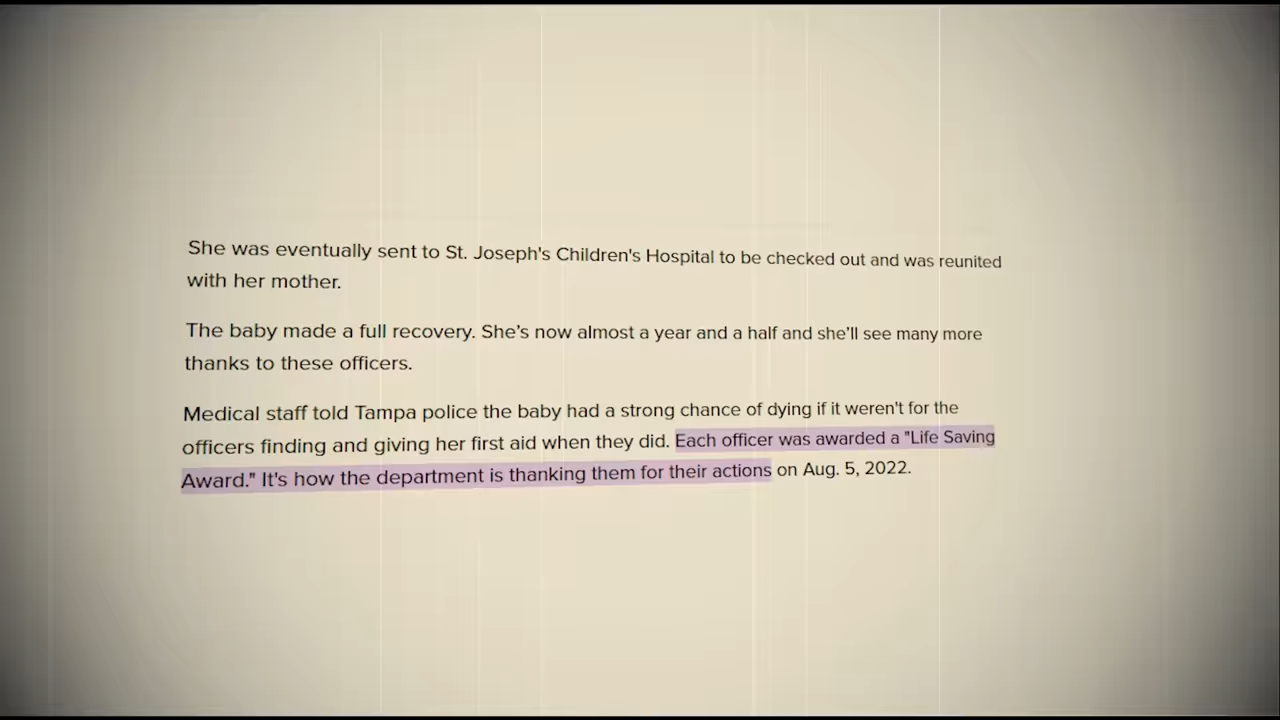 She was eventually sent to St. Joseph's Children's Hospital to be checked out and was reunited
with her mother.
The baby made a full recovery. She’s now almost a year and a half and she’ll see many more
thanks to these officers.
Medical staff told Tampa police the baby had a strong chance of dying if it weren't for the
officers finding and giving her first aid when they did. Each officer was awarded a "Life Saving
Award." It's how the department is thanking them for their actions on Aug. 5, 2022.